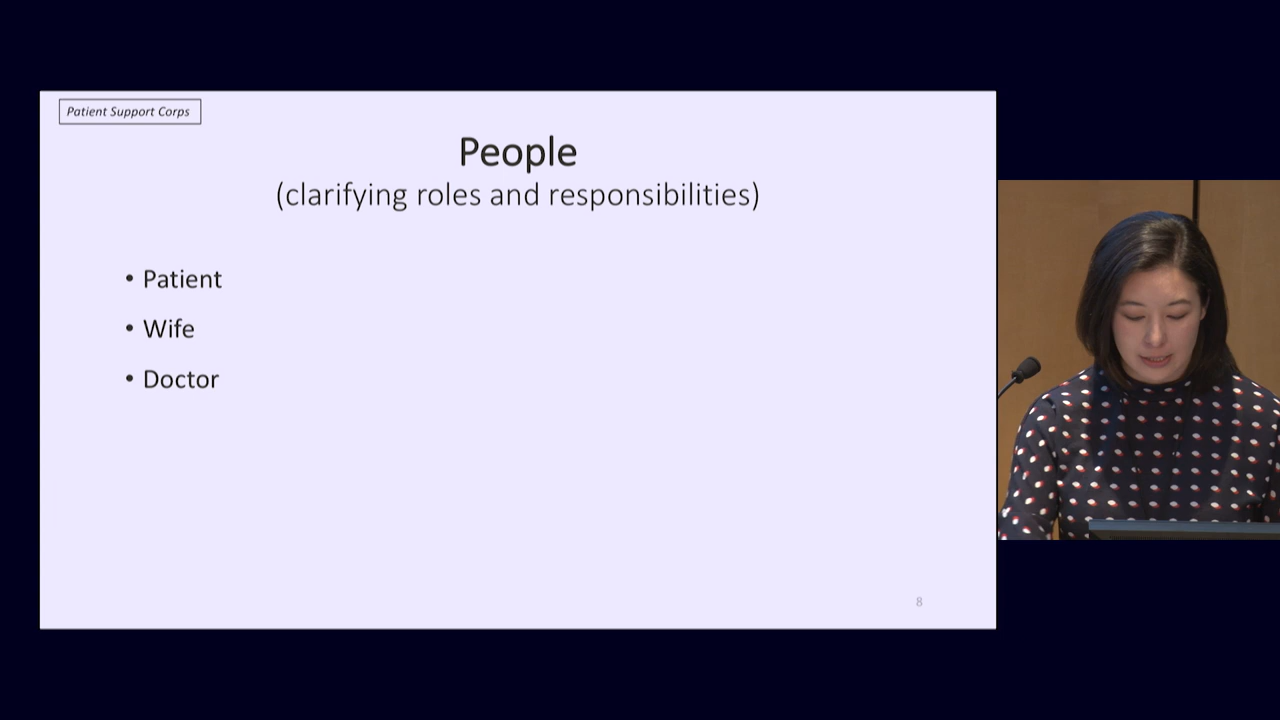 Patient Support Corps
People
(clarifying roles and responsibilities)
• Patient
• Wife
• Doctor
8